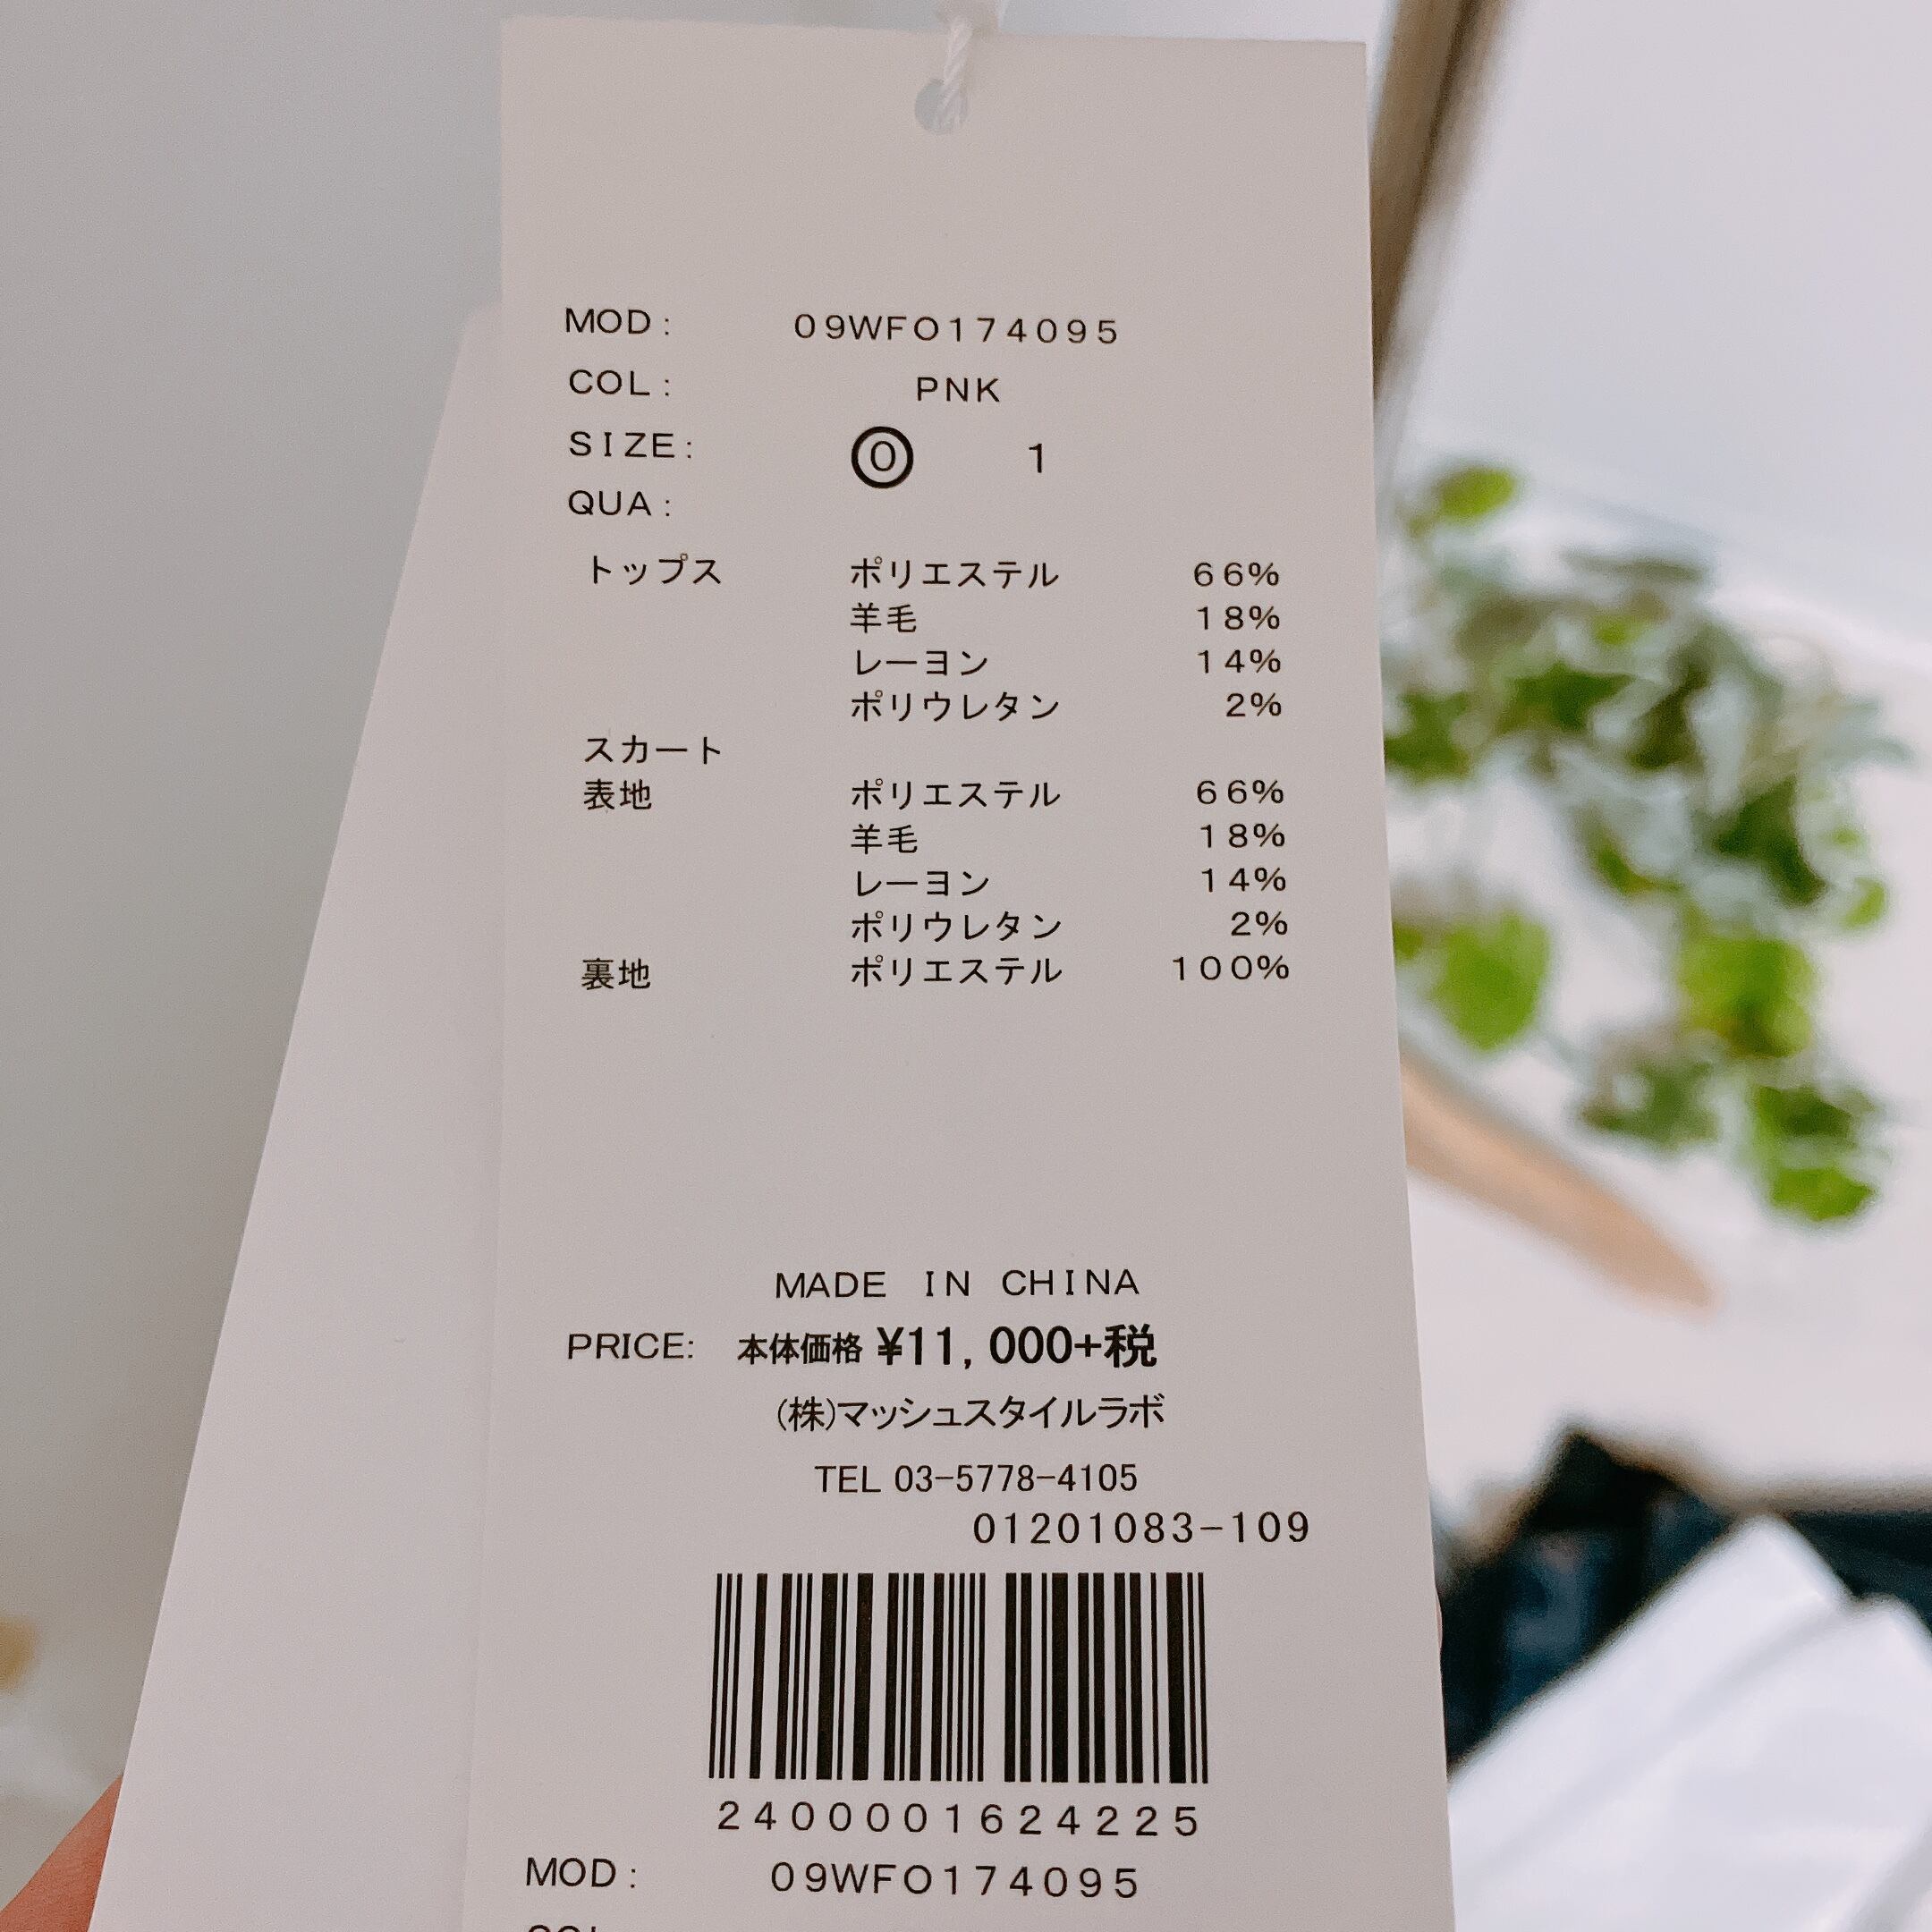 MOD: 09WFO174095
COL: PNK
SIZE: 0 1
QUA:
トップス ポリエステル 66%
羊毛 18%
レーヨン 14%
ポリウレタン 2%
スカート
表地 ポリエステル 66%
羊毛 18%
レーヨン 14%
ポリウレタン 2%
裏地 ポリエステル 100%
MADE IN CHINA
PRICE: 本体価格 ¥11,000+税
(株)マッシュスタイルラボ
TEL 03-5778-4105
01201083-109
2400001624225
MOD: 09WFO174095